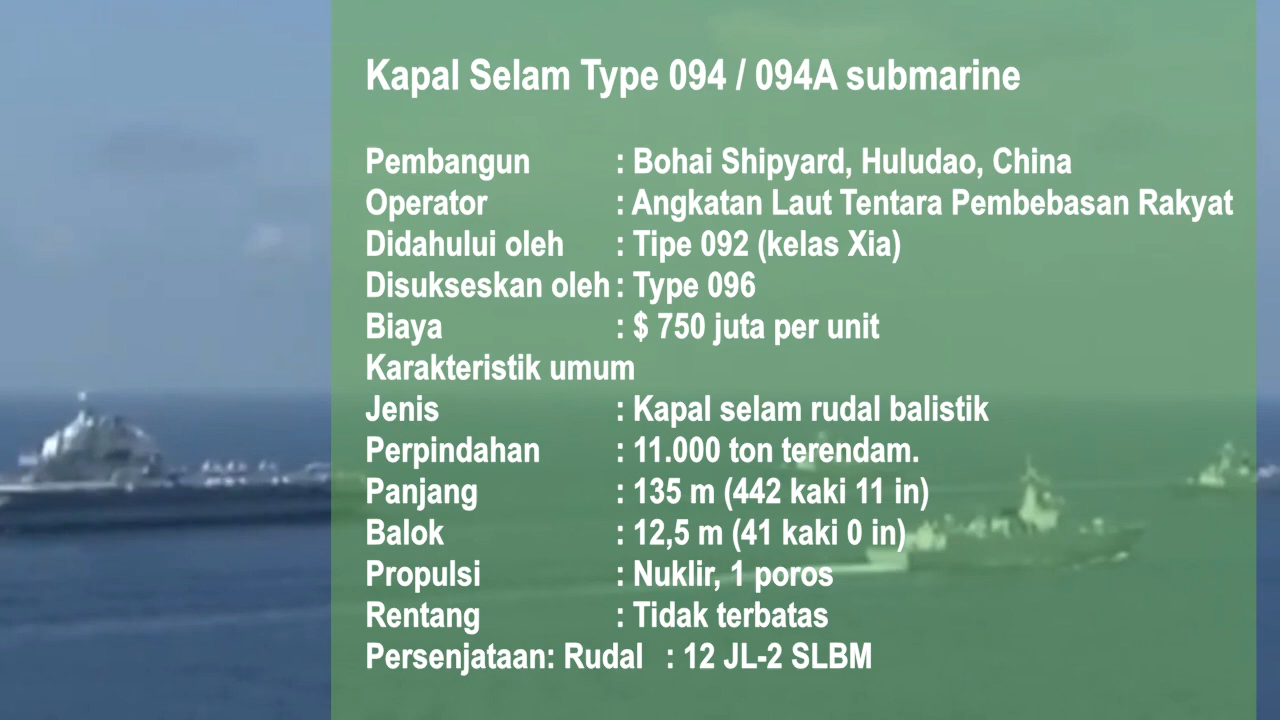 Kapal Selam Type 094 / 094A submarine
Pembangun : Bohai Shipyard, Huludao, China
Operator : Angkatan Laut Tentara Pembebasan Rakyat
Didahului oleh : Tipe 092 (kelas Xia)
Disukseskan oleh : Type 096
Biaya : $ 750 juta per unit
Karakteristik umum
Jenis : Kapal selam rudal balistik
Perpindahan : 11.000 ton terendam.
Panjang : 135 m (442 kaki 11 in)
Balok : 12,5 m (41 kaki 0 in)
Propulsi : Nuklir, 1 poros
Rentang : Tidak terbatas
Persenjataan: Rudal : 12 JL-2 SLBM